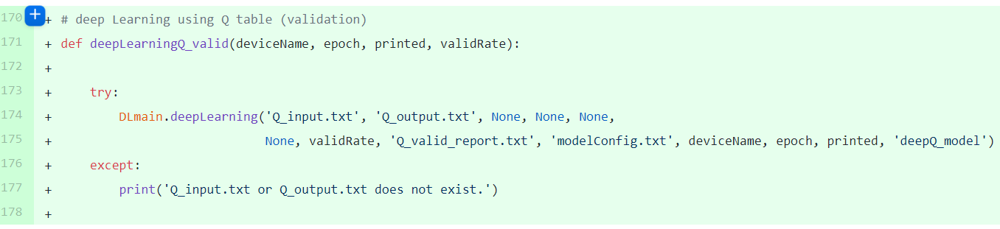 170 + # deep Learning using Q table (validation)
171 + def deepLearningQ_valid(deviceName, epoch, printed, validRate):
172 +
173 +     try:
174 +         DLmain.deepLearning('Q_input.txt', 'Q_output.txt', None, None, None,
175 +                             None, validRate, 'Q_valid_report.txt', 'modelConfig.txt', deviceName, epoch, printed, 'deepQ_model')
176 +     except:
177 +         print('Q_input.txt or Q_output.txt does not exist.')
178 +